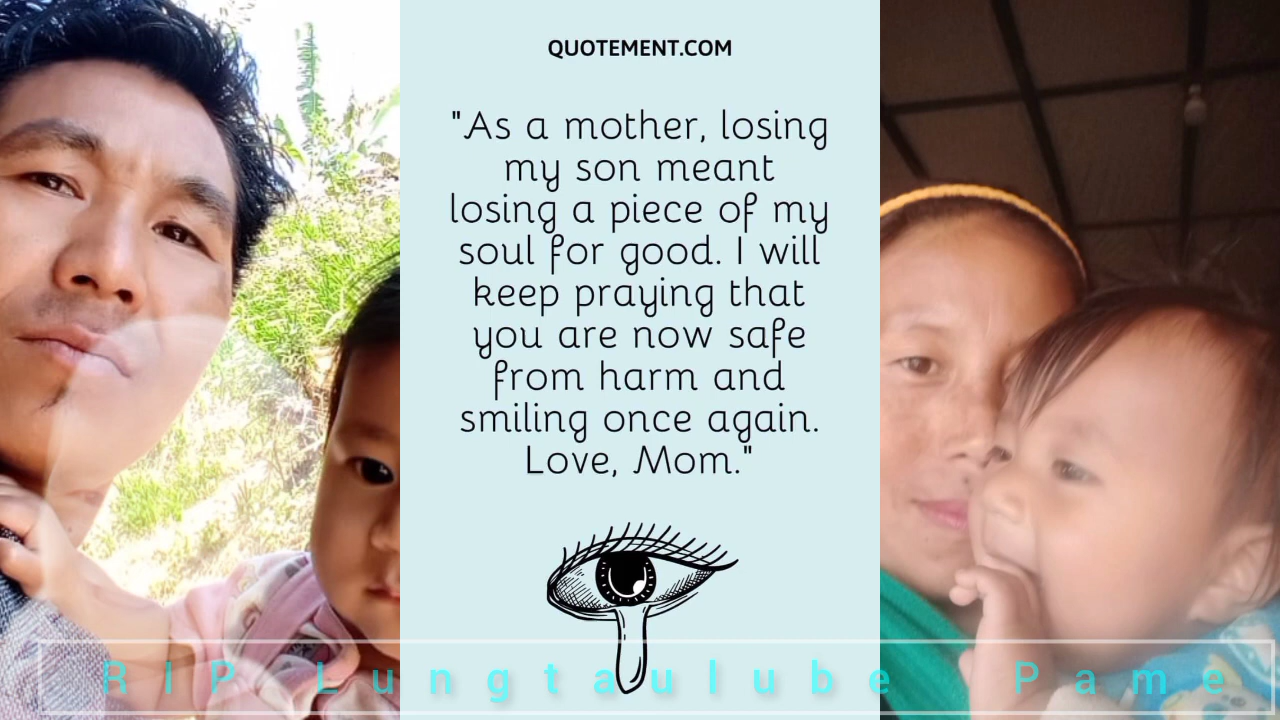 QUOTEMENT.COM
"As a mother, losing
my son meant
losing a piece of my
soul for good. I will
keep praying that
you are now safe
from harm and
smiling once again.
Love, Mom."
RIP Lungtaulube Pame